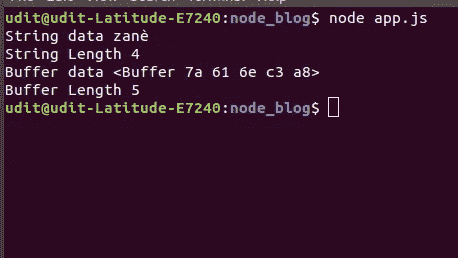 udit@udit-Latitude-E7240:node_blog$ node app.js
String data zanè
String Length 4
Buffer data <Buffer 7a 61 6e c3 a8>
Buffer Length 5
udit@udit-Latitude-E7240:node_blog$